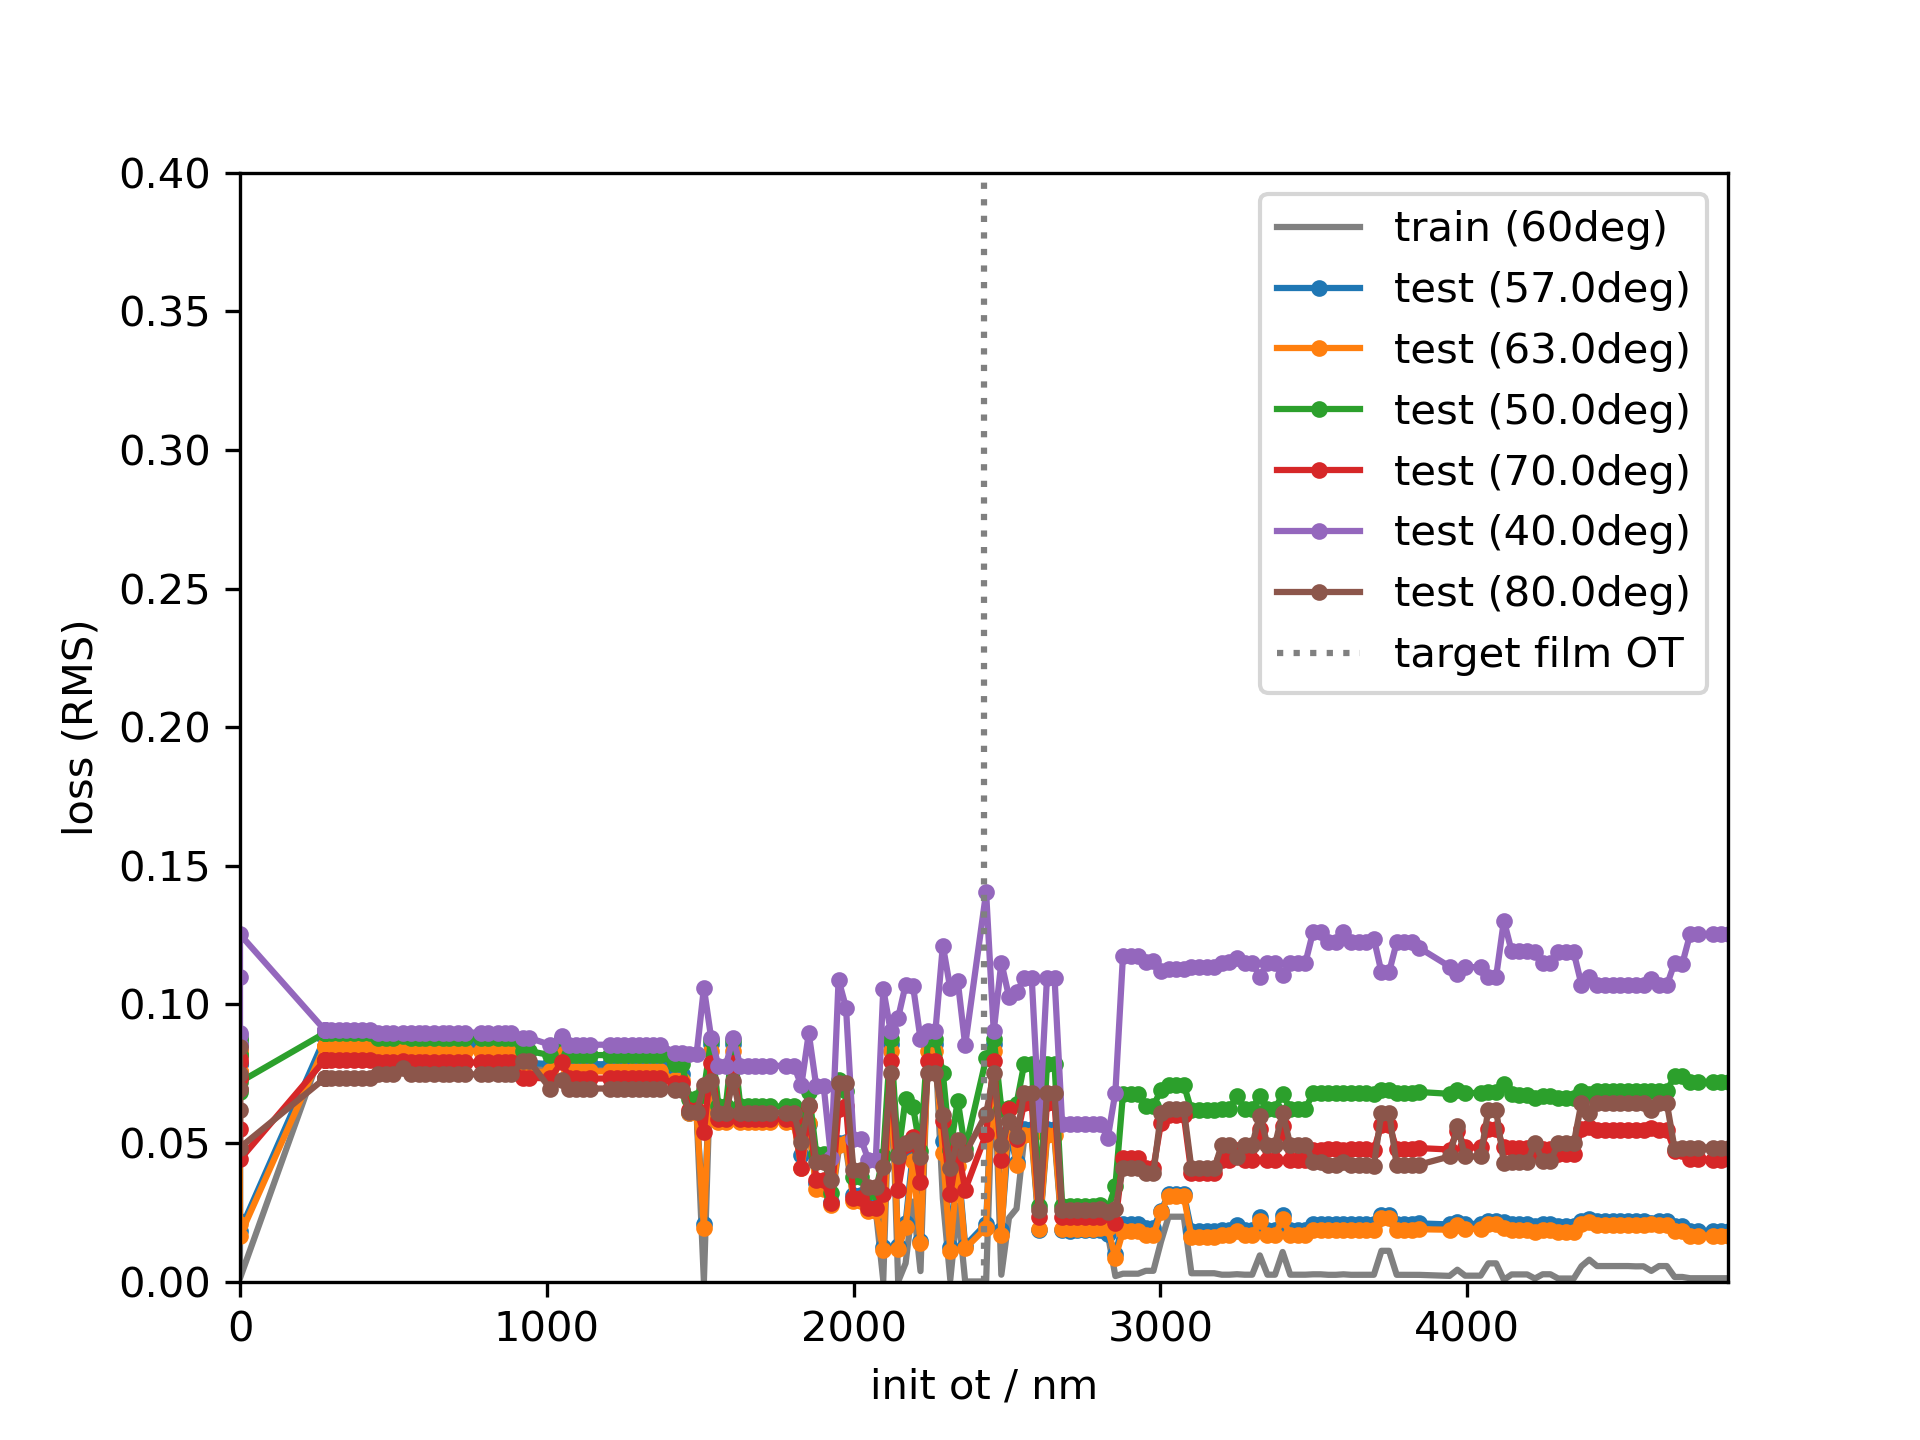 0.40
0.35
0.30
0.25
0.20
0.15
0.10
0.05
0.00
loss (RMS)
0
1000
2000
3000
4000
init ot / nm
train (60deg)
test (57.0deg)
test (63.0deg)
test (50.0deg)
test (70.0deg)
test (40.0deg)
test (80.0deg)
target film OT